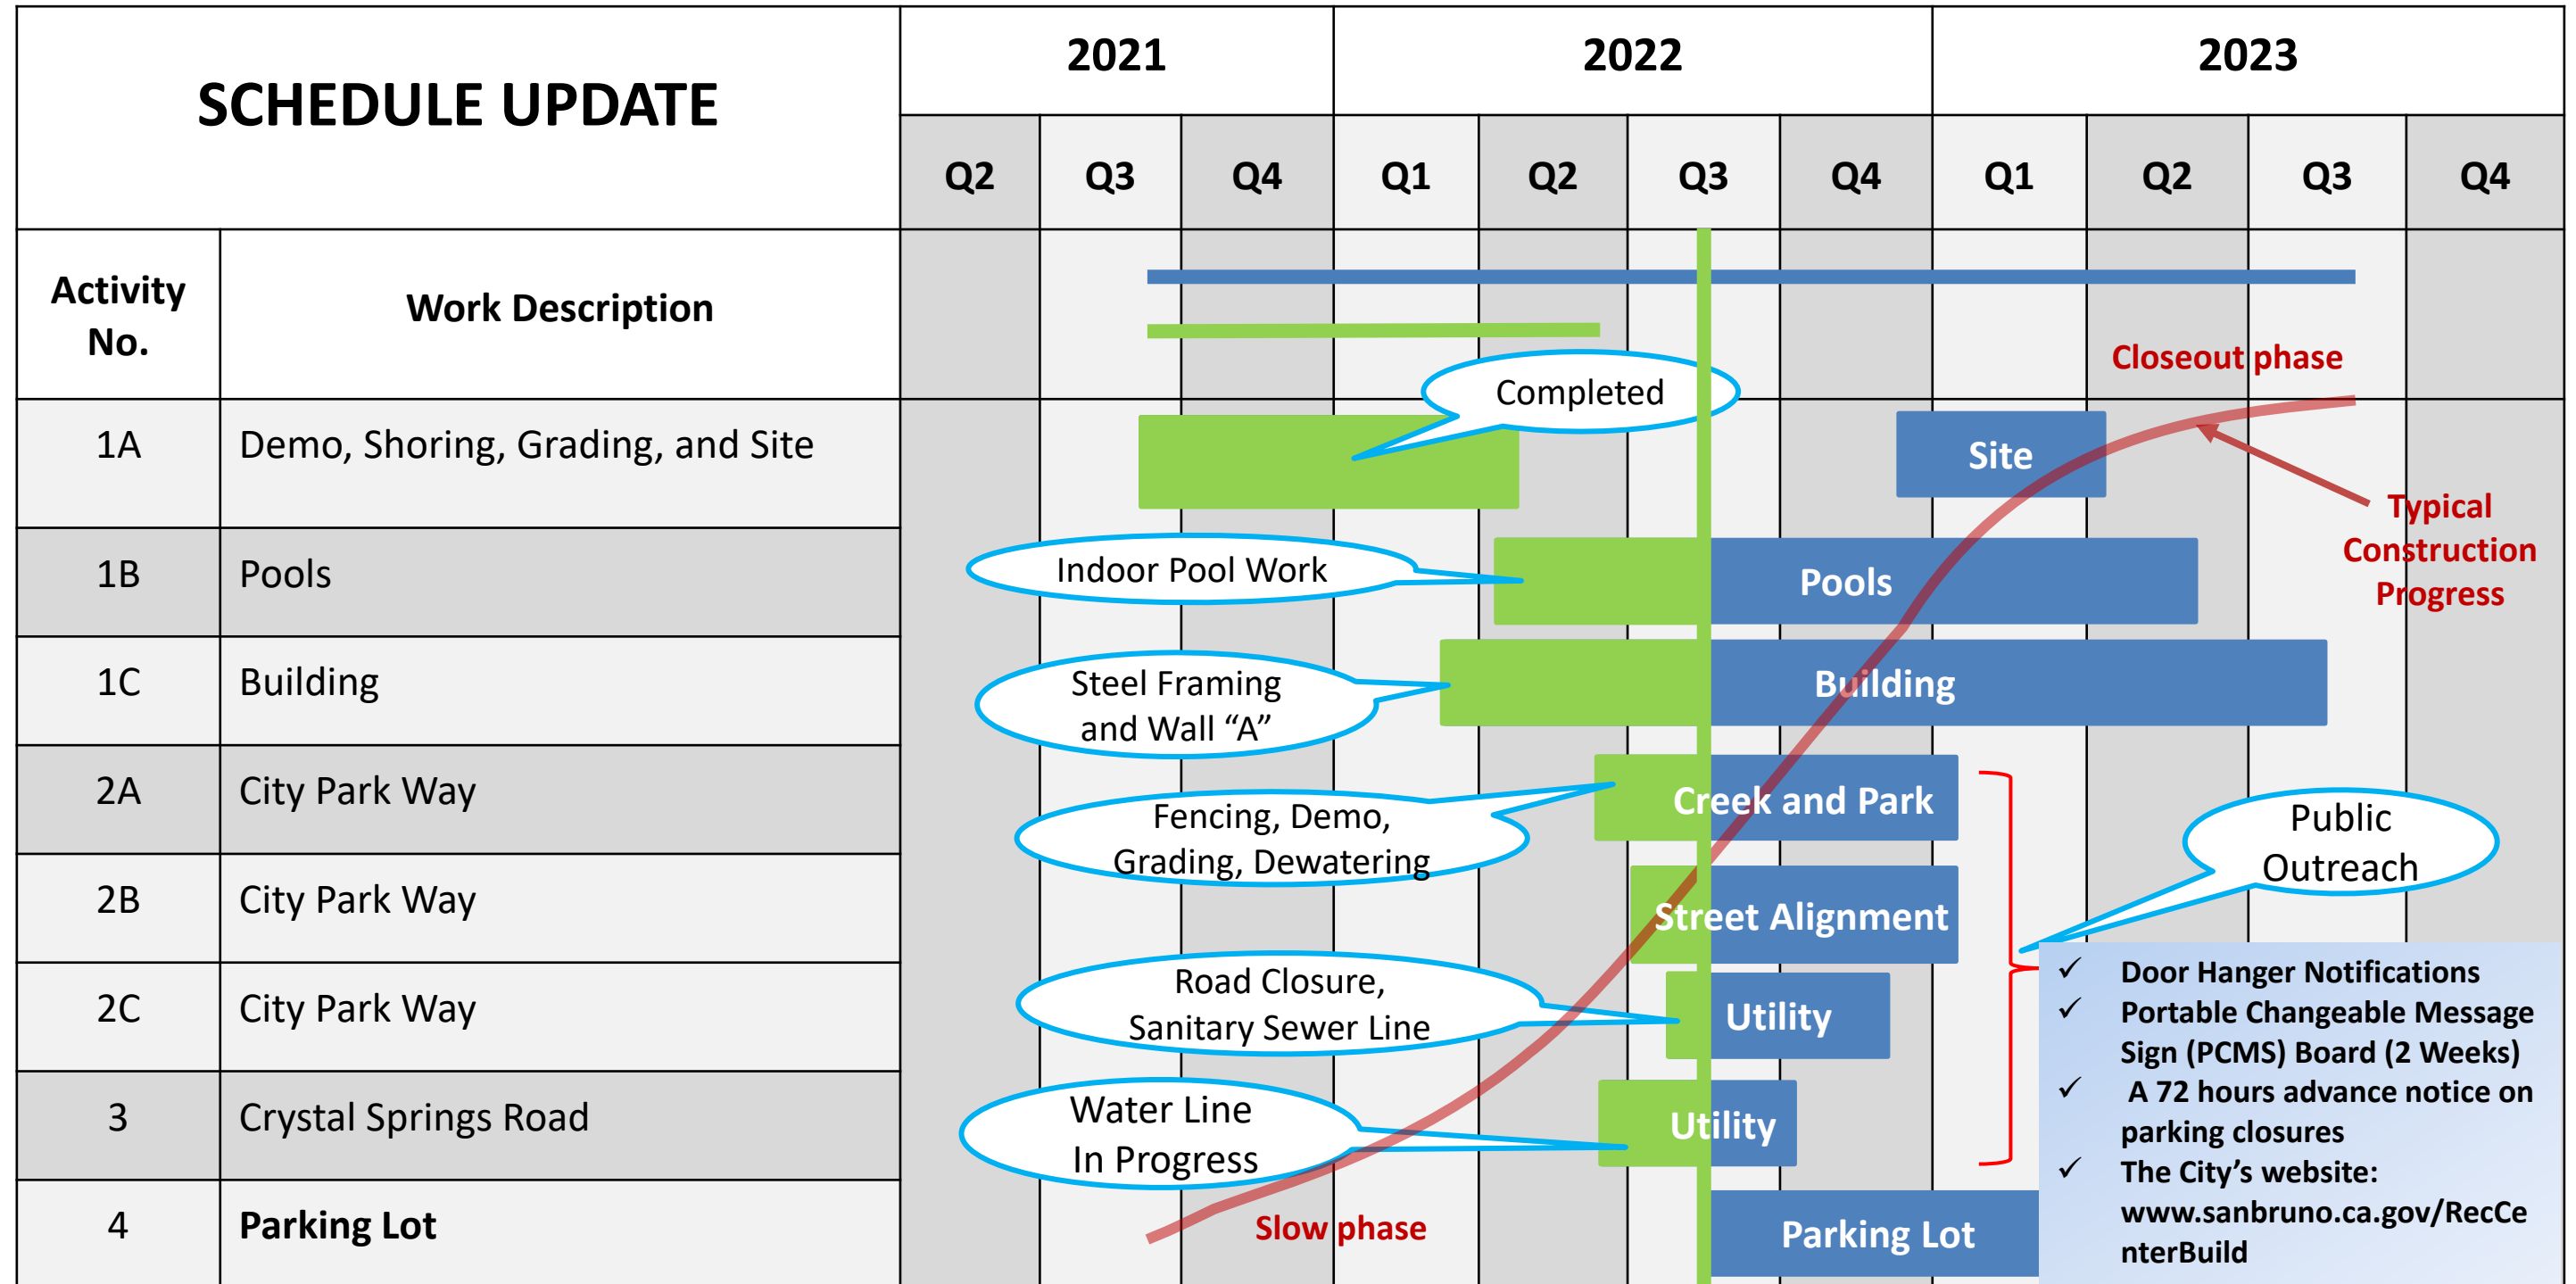 SCHEDULE UPDATE
2021
2022
2023
Q2
Q3
Q4
Q1
Q2
Q3
Q4
Q1
Q2
Q3
Q4
Activity
No.
Work Description
Closeout phase
Completed
1A
Demo, Shoring, Grading, and Site
Site
Typical
Construction
Progress
1B
Pools
Indoor Pool Work
Pools
1C
Building
Steel Framing
and Wall “A”
Building
2A
City Park Way
Fencing, Demo,
Grading, Dewatering
Creek and Park
Public
Outreach
2B
City Park Way
Street Alignment
2C
City Park Way
Road Closure,
Sanitary Sewer Line
Utility
3
Crystal Springs Road
Water Line
In Progress
Utility
4
Parking Lot
Slow phase
Parking Lot
✓ Door Hanger Notifications
✓ Portable Changeable Message
Sign (PCMS) Board (2 Weeks)
✓ A 72 hours advance notice on
parking closures
✓ The City’s website:
www.sanbruno.ca.gov/RecCe
nterBuild